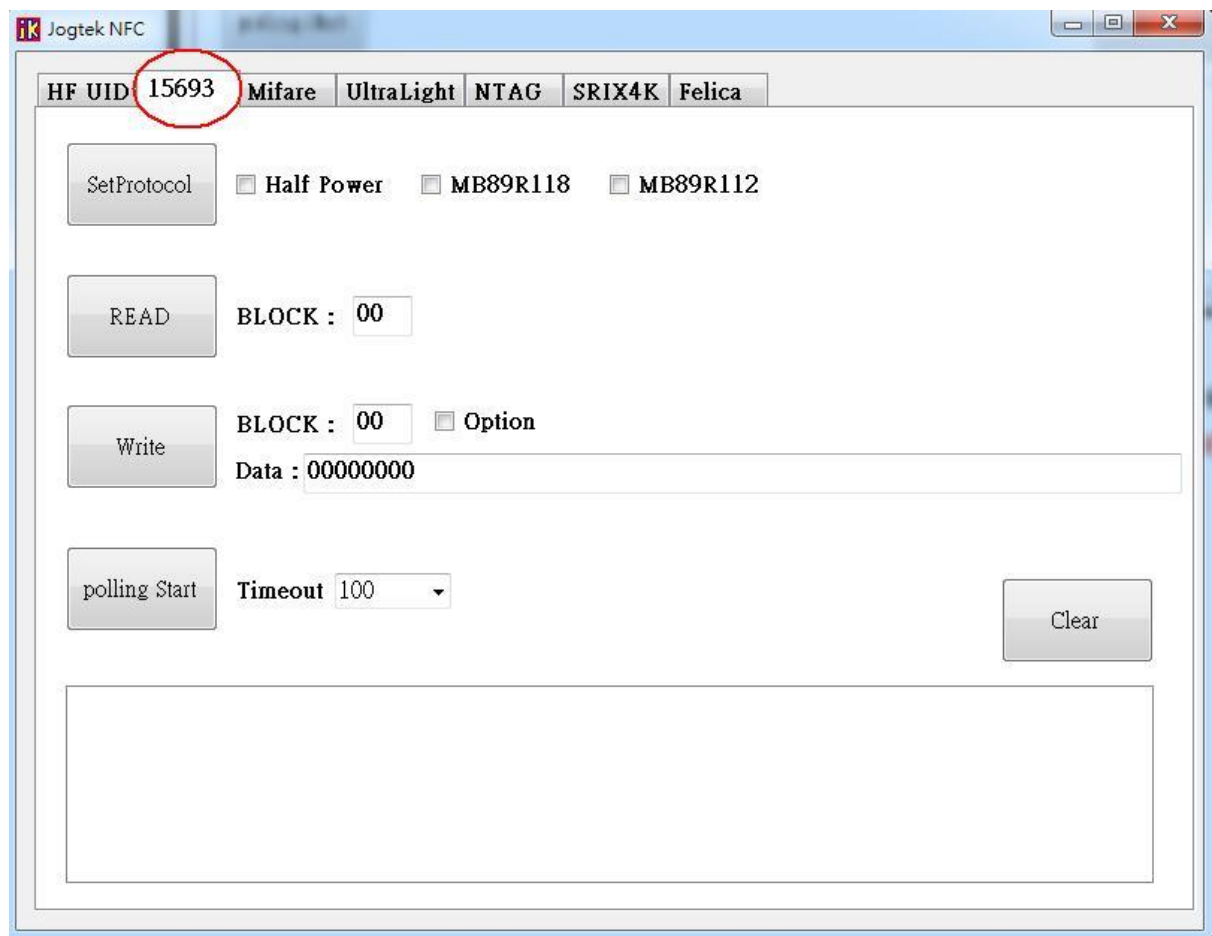 Jogtek NFC
HF UID 15693 Mifare UltraLight NTAG SRIX4K Felica
SetProtocol Half Power MB89R118 MB89R112
READ BLOCK : 00
Write BLOCK : 00 Option
Data : 00000000
polling Start Timeout 100
Clear